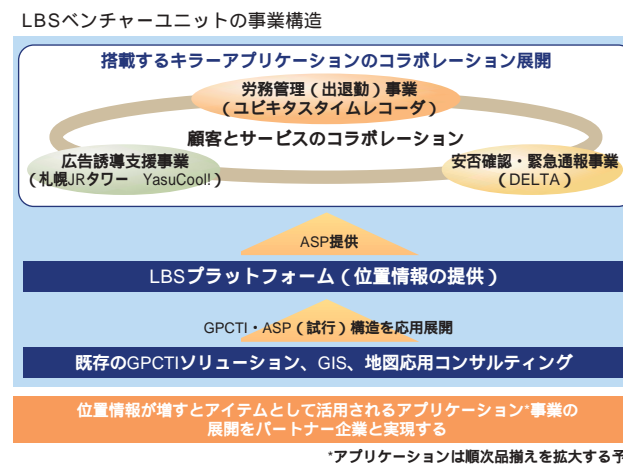 LBSベンチャーユニットの事業構造
搭載するキラーアプリケーションのコラボレーション展開
労務管理（出退勤）事業
（ユビキタスタイムレコーダ）
顧客とサービスのコラボレーション
広告誘導支援事業
（札幌JRタワー　YasuCool!）
安否確認・緊急通報事業
（DELTA）
ASP提供
LBSプラットフォーム（位置情報の提供）
GPCTI・ASP（試行）構造を応用展開
既存のGPCTIソリューション、GIS、地図応用コンサルティング
位置情報が増すとアイテムとして活用されるアプリケーション*事業の
展開をパートナー企業と実現する
*アプリケーションは順次品揃えを拡大する予